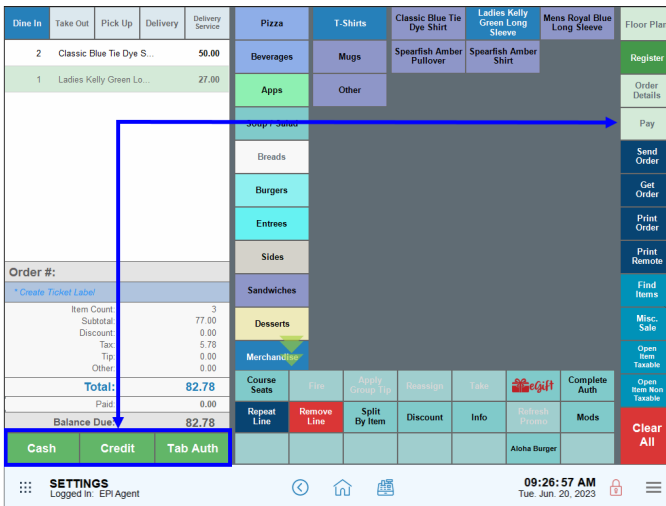 Dine In
Take Out
Pick Up
Delivery
Delivery
Service
2 Classic Blue Tie Dye S... 50.00
1 Ladies Kelly Green Lo... 27.00
Order #:
* Create Ticket Label
Item Count: 3
Subtotal: 77.00
Discount: 0.00
Tax: 5.78
Tip: 0.00
Other: 0.00
Total: 82.78
Paid: 0.00
Balance Due: 82.78
Cash
Credit
Tab Auth
Pizza
Beverages
Apps
Soup / Salad
Breads
Burgers
Entrees
Sides
Sandwiches
Desserts
Merchandise
T-Shirts
Mugs
Other
Classic Blue Tie
Dye Shirt
Ladies Kelly
Green Long
Sleeve
Mens Royal Blue
Long Sleeve
Spearfish Amber
Pullover
Spearfish Amber
Shirt
Course
Seats
Fire
Apply
Group Tip
Reassign
Take
eGift
Complete
Auth
Repeat
Line
Remove
Line
Split
By Item
Discount
Info
Refresh
Promo
Mods
Aloha Burger
Floor Plan
Register
Order
Details
Pay
Send
Order
Get
Order
Print
Order
Print
Remote
Find
Items
Misc.
Sale
Open
Item
Taxable
Open
Item Non
Taxable
Clear
All
SETTINGS
Logged In: EPI Agent
09:26:57 AM
Tue. Jun. 20, 2023